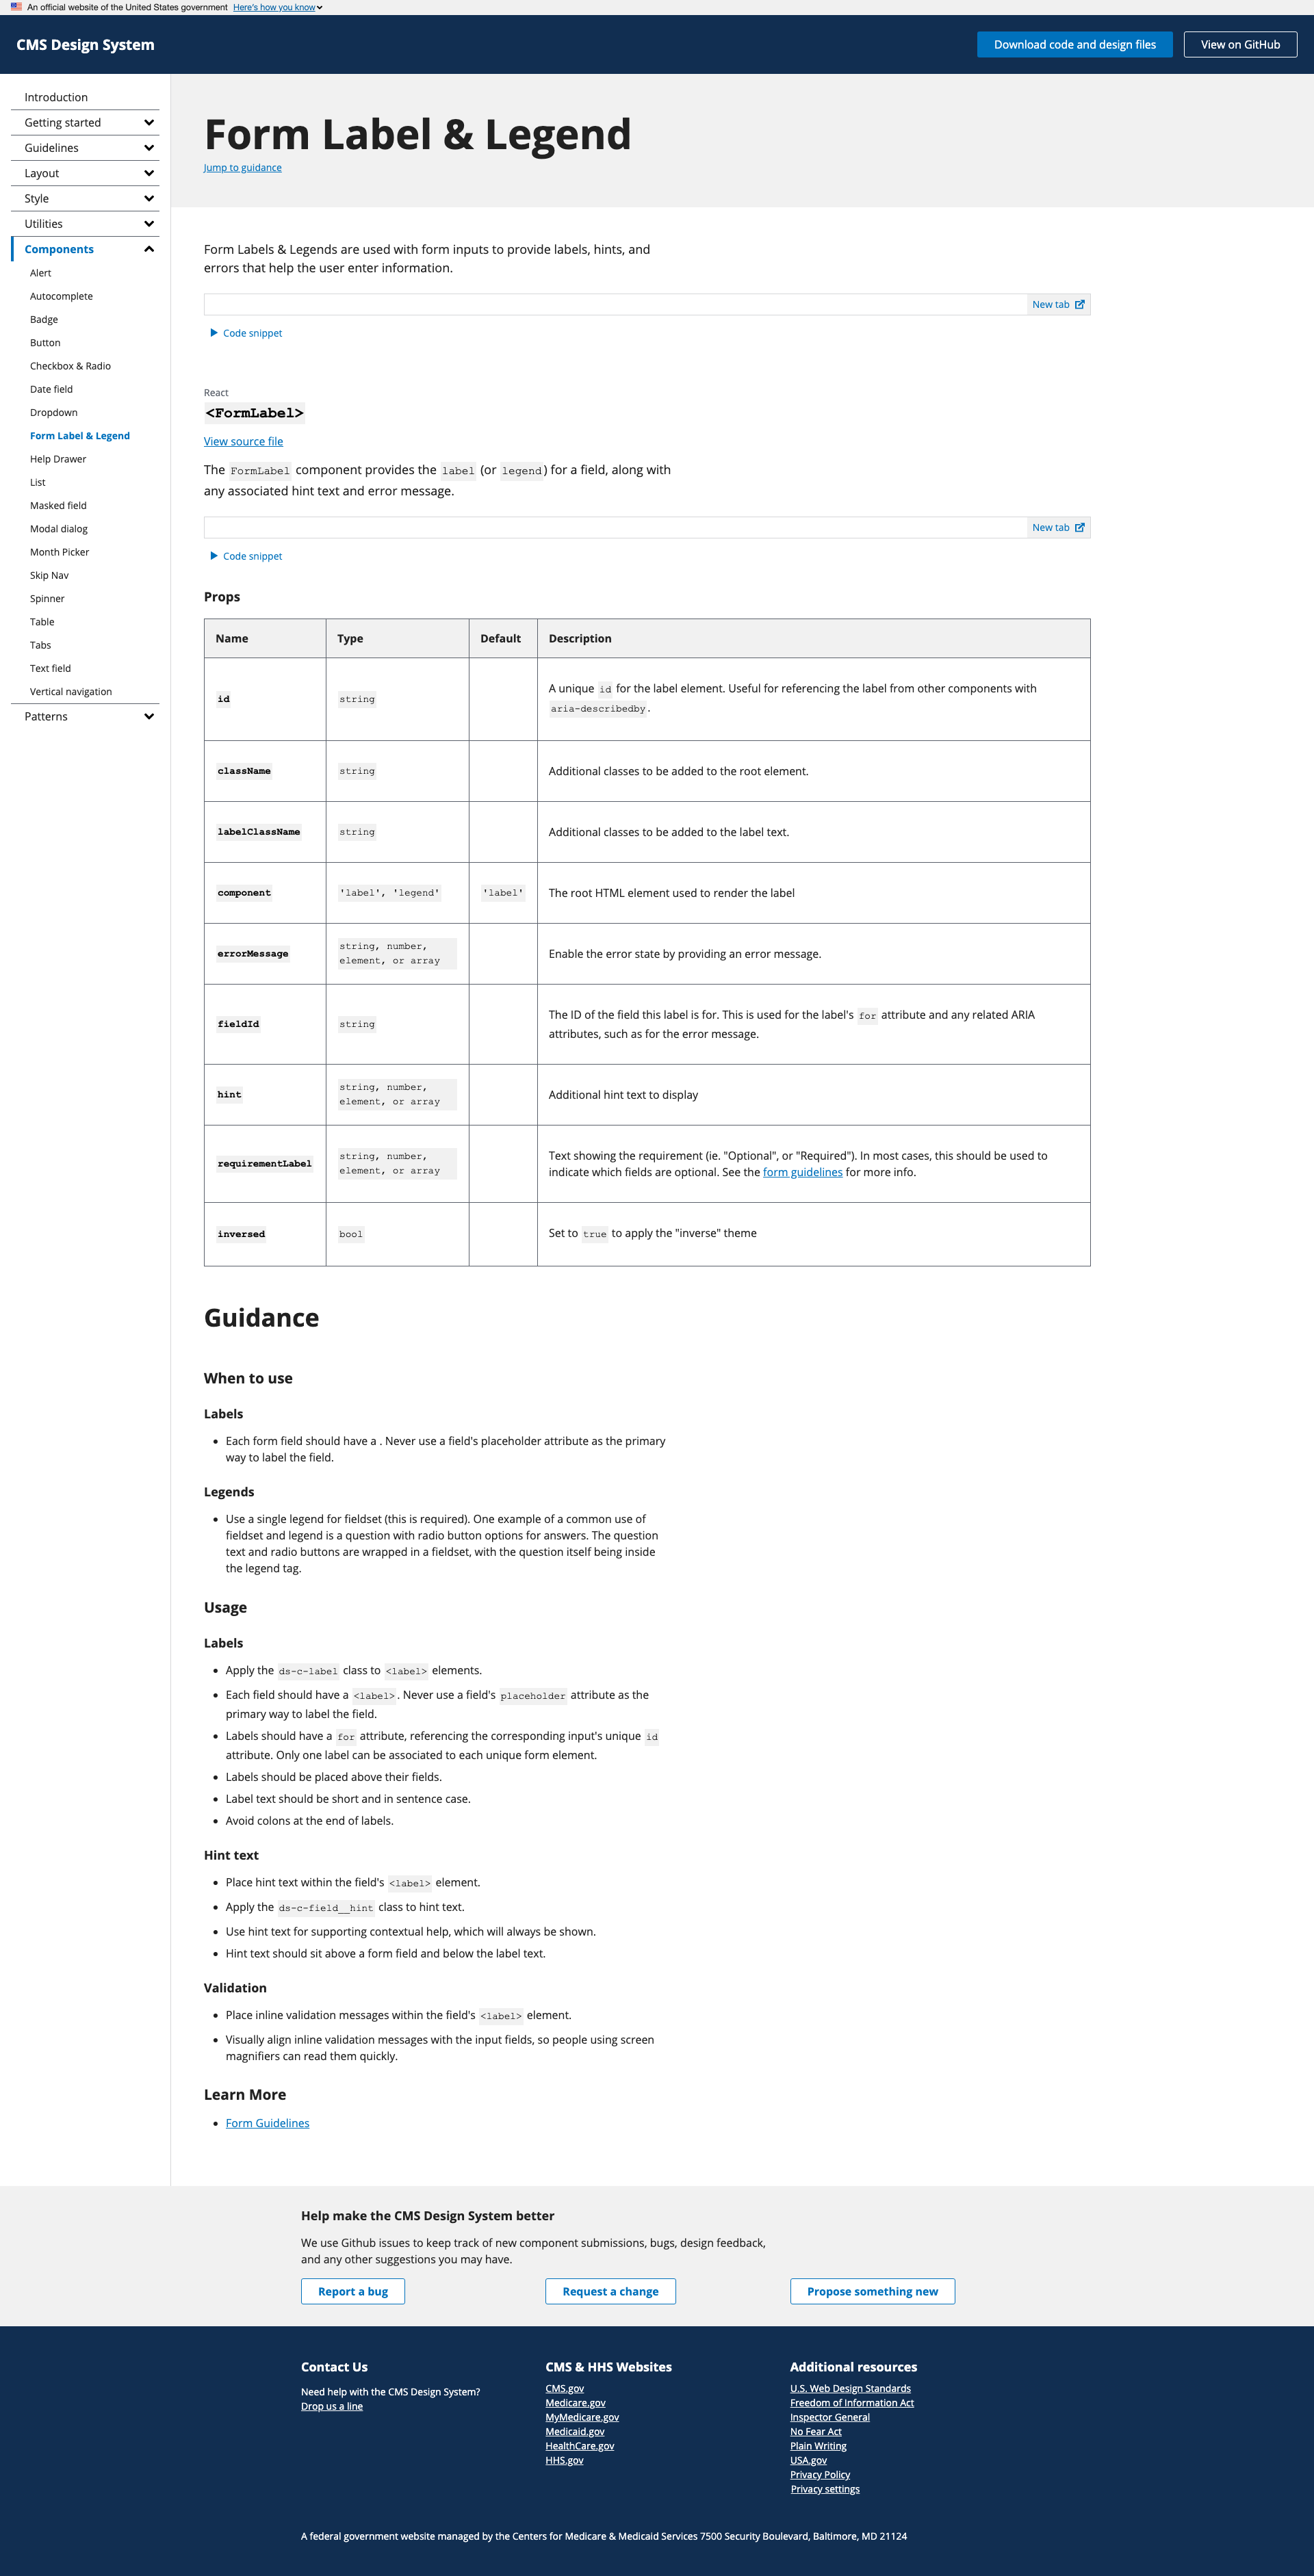 An official website of the United States government Here's how you know
CMS Design System
Download code and design files
View on GitHub
Introduction
Getting started
Guidelines
Layout
Style
Utilities
Components
Alert
Autocomplete
Badge
Button
Checkbox & Radio
Date field
Dropdown
Form Label & Legend
Help Drawer
List
Masked field
Modal dialog
Month Picker
Skip Nav
Spinner
Table
Tabs
Text field
Vertical navigation
Patterns
Form Label & Legend
Jump to guidance
Form Labels & Legends are used with form inputs to provide labels, hints, and
errors that help the user enter information.
New tab
Code snippet
React
<FormLabel>
View source file
The FormLabel component provides the label (or legend) for a field, along with
any associated hint text and error message.
New tab
Code snippet
Props
Name Type Default Description
id string A unique id for the label element. Useful for referencing the label from other components with
aria-describedby.
className string Additional classes to be added to the root element.
labelClassName string Additional classes to be added to the label text.
component 'label', 'legend' 'label' The root HTML element used to render the label
errorMessage string, number,
element, or array Enable the error state by providing an error message.
fieldId string The ID of the field this label is for. This is used for the label's for attribute and any related ARIA
attributes, such as for the error message.
hint string, number,
element, or array Additional hint text to display
requirementLabel string, number,
element, or array Text showing the requirement (ie. "Optional", or "Required"). In most cases, this should be used to
indicate which fields are optional. See the form guidelines for more info.
inversed bool Set to true to apply the "inverse" theme
Guidance
When to use
Labels
Each form field should have a . Never use a field's placeholder attribute as the primary
way to label the field.
Legends
Use a single legend for fieldset (this is required). One example of a common use of
fieldset and legend is a question with radio button options for answers. The question
text and radio buttons are wrapped in a fieldset, with the question itself being inside
the legend tag.
Usage
Labels
Apply the ds-c-label class to <label> elements.
Each field should have a <label>. Never use a field's placeholder attribute as the
primary way to label the field.
Labels should have a for attribute, referencing the corresponding input's unique id
attribute. Only one label can be associated to each unique form element.
Labels should be placed above their fields.
Label text should be short and in sentence case.
Avoid colons at the end of labels.
Hint text
Place hint text within the field's <label> element.
Apply the ds-c-field__hint class to hint text.
Use hint text for supporting contextual help, which will always be shown.
Hint text should sit above a form field and below the label text.
Validation
Place inline validation messages within the field's <label> element.
Visually align inline validation messages with the input fields, so people using screen
magnifiers can read them quickly.
Learn More
Form Guidelines
Help make the CMS Design System better
We use Github issues to keep track of new component submissions, bugs, design feedback,
and any other suggestions you may have.
Report a bug
Request a change
Propose something new
Contact Us
Need help with the CMS Design System?
Drop us a line
CMS & HHS Websites
CMS.gov
Medicare.gov
MyMedicare.gov
Medicaid.gov
HealthCare.gov
HHS.gov
Additional resources
U.S. Web Design Standards
Freedom of Information Act
Inspector General
No Fear Act
Plain Writing
USA.gov
Privacy Policy
Privacy settings
A federal government website managed by the Centers for Medicare & Medicaid Services 7500 Security Boulevard, Baltimore, MD 21124